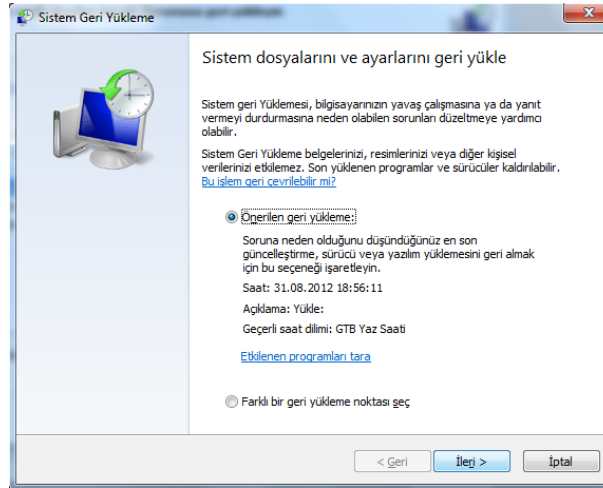 Sistem Geri Yükleme
Sistem dosyalarını ve ayarlarını geri yükle
Sistem geri Yüklemesi, bilgisayarınızın yavaş çalışmasına ya da yanıt
vermeyi durdurmasına neden olabilen sorunları düzeltmeye yardımcı
olabilir.
Sistem Geri Yükleme belgelerinizi, resimlerinizi veya diğer kişisel
verilerinizi etkilemez. Son yüklenen programlar ve sürücüler kaldırılabilir.
Bu işlem geri çevrilebilir mi?
Önerilen geri yükleme:
Soruna neden olduğunu düşündüğünüz en son
güncelleştirme, sürücü veya yazılım yüklemesini geri almak
için bu seçeneği işaretleyin.
Saat: 31.08.2012 18:56:11
Açıklama: Yükle:
Geçerli saat dilimi: GTB Yaz Saati
Etkilenen programları tara
Farklı bir geri yükleme noktası seç
< Geri
İleri >
İptal